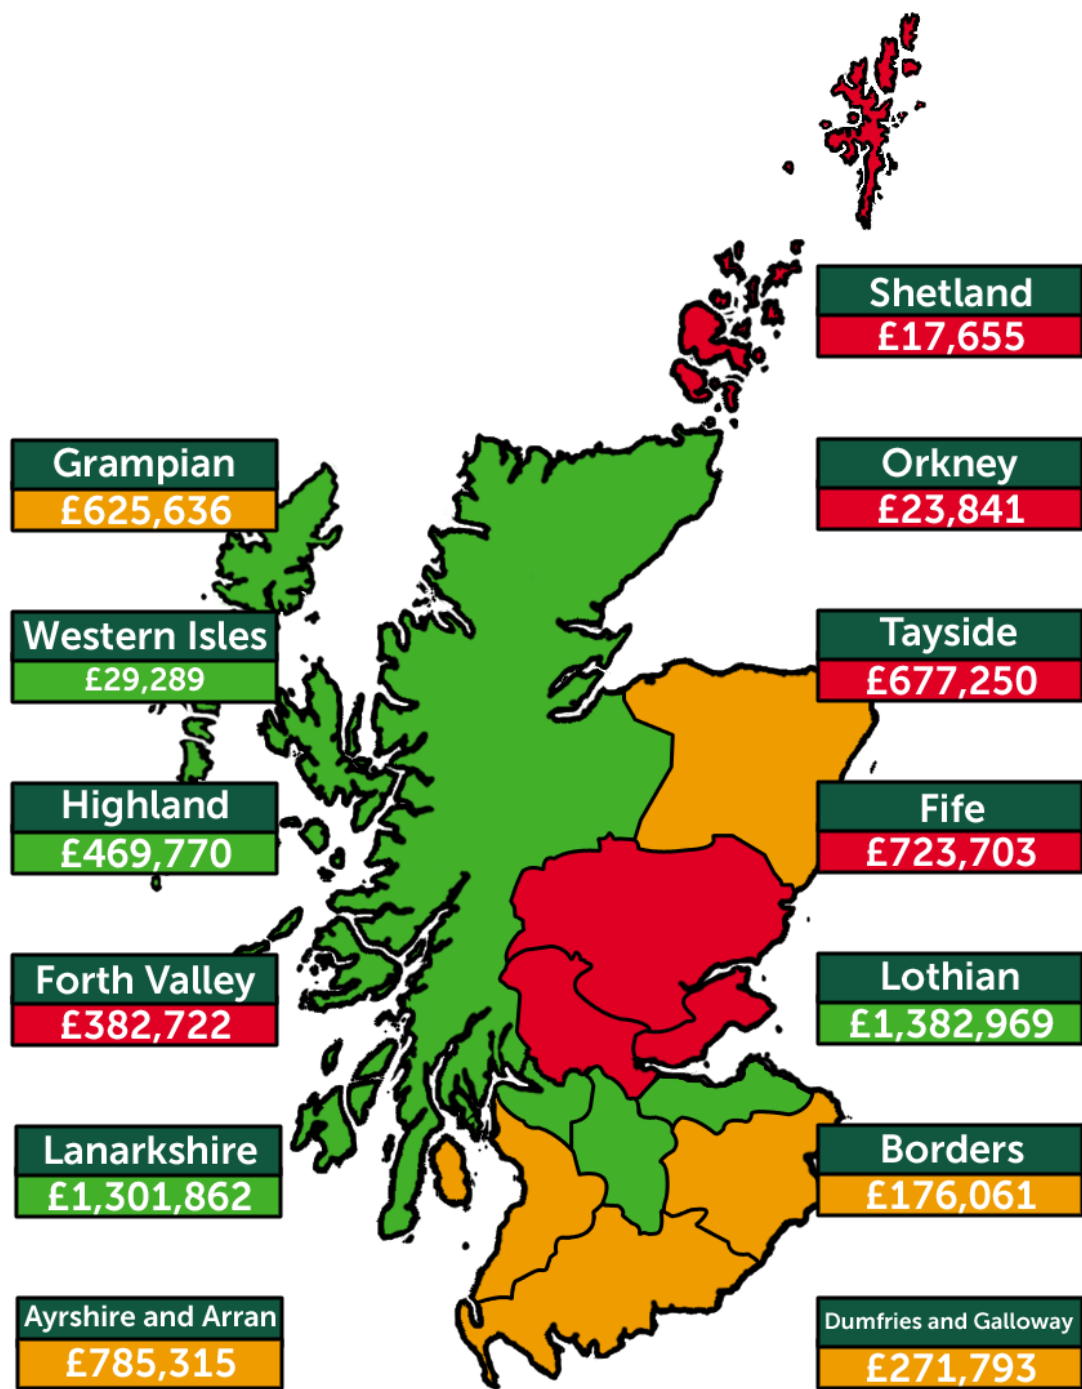 Shetland
£17,655
Grampian
£625,636
Orkney
£23,841
Western Isles
£29,289
Tayside
£677,250
Highland
£469,770
Fife
£723,703
Forth Valley
£382,722
Lothian
£1,382,969
Lanarkshire
£1,301,862
Borders
£176,061
Ayrshire and Arran
£785,315
Dumfries and Galloway
£271,793